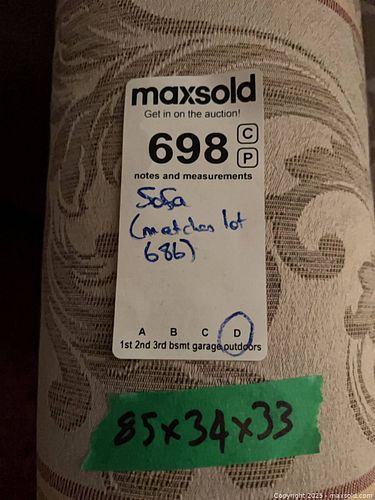 maxsold
Get in on the auction!
698 C
P
notes and measurements
Sofa
(matches lot
686)
A B C D
1st 2nd 3rd bsmt garage outdoors
85x34x33
Copyright 2025 - maxsold.com